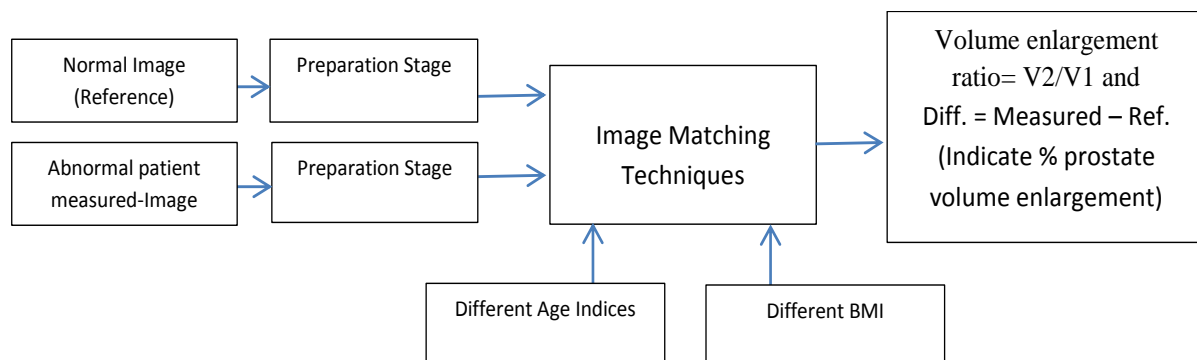 Normal Image
(Reference)
Preparation Stage
Abnormal patient
measured-Image
Preparation Stage
Image Matching
Techniques
Different Age Indices
Different BMI
Volume enlargement
ratio= V2/V1 and
Diff. = Measured – Ref.
(Indicate % prostate
volume enlargement)